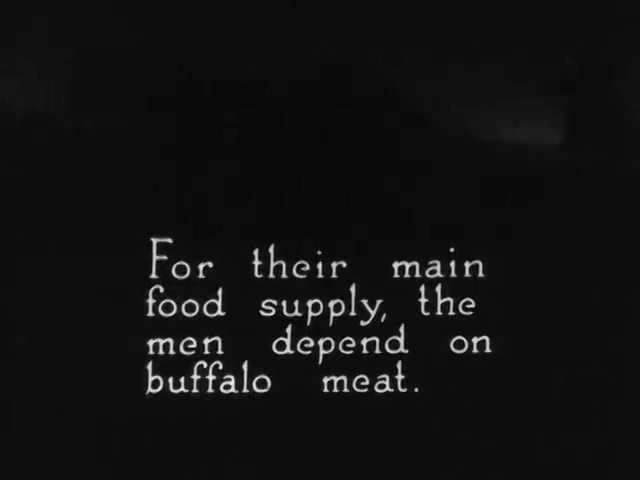 For their main
food supply, the
men depend on
buffalo meat.